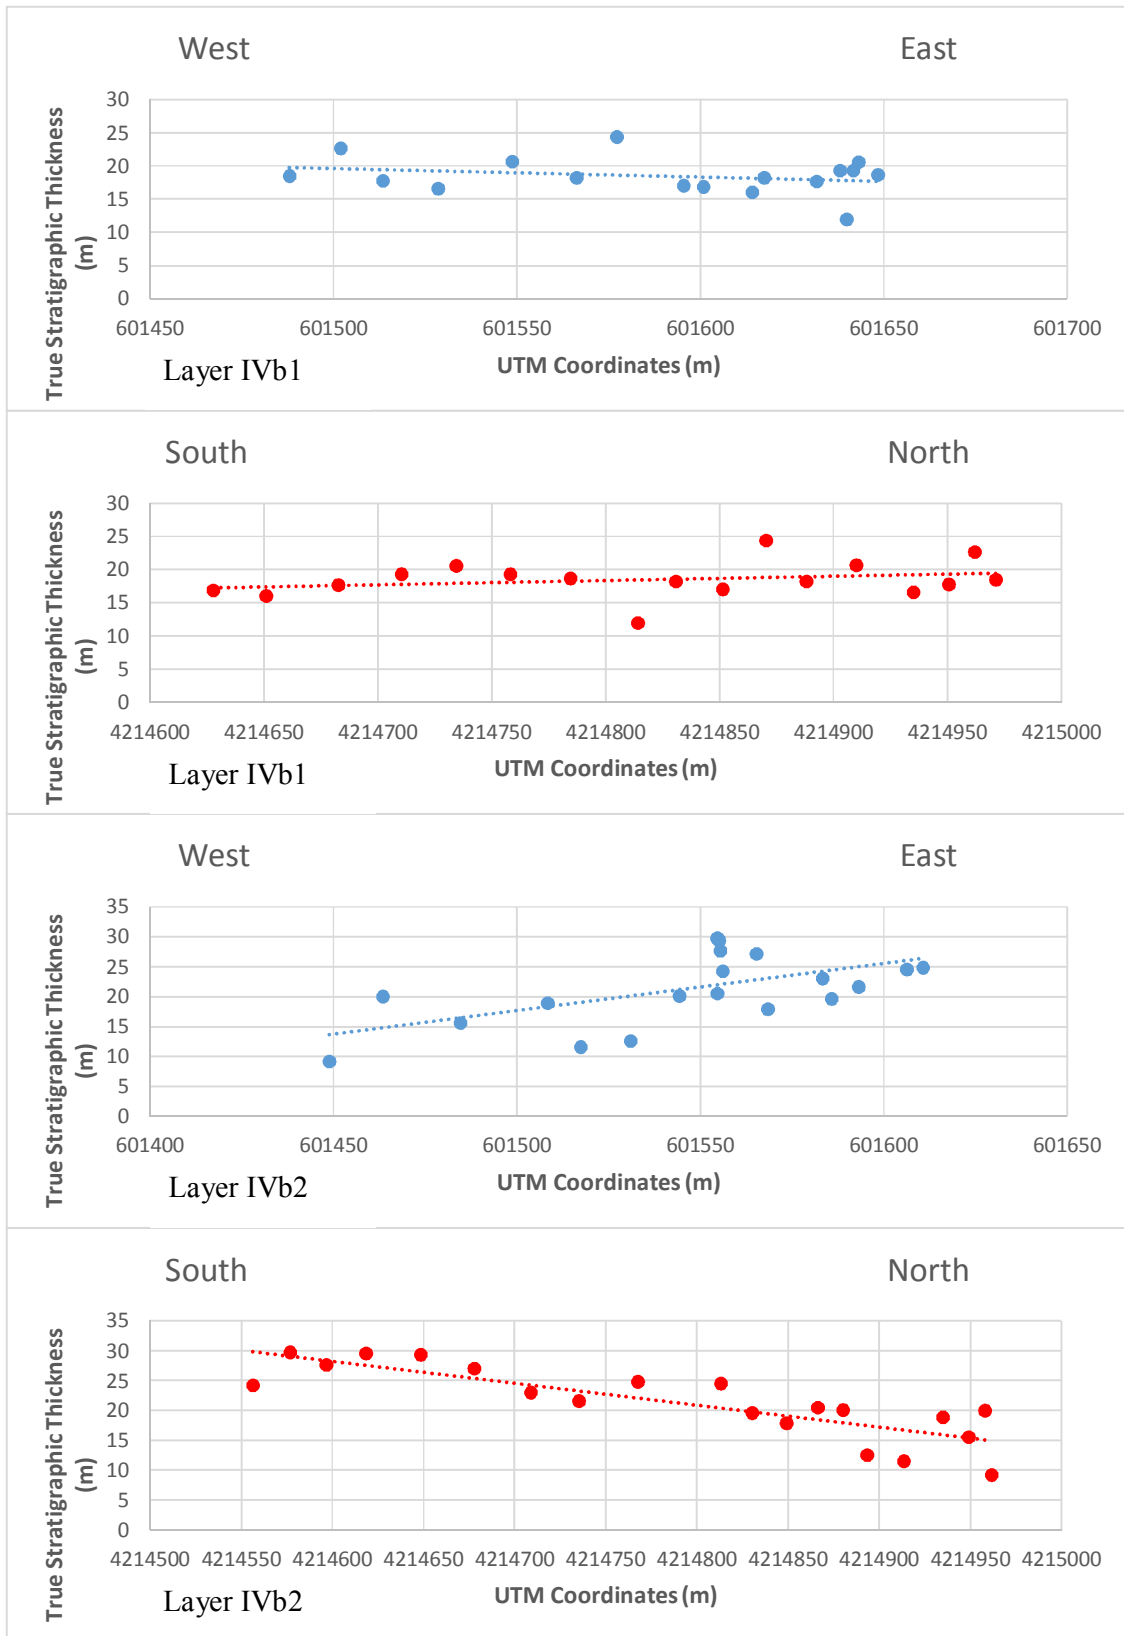 West East
True Stratigraphic Thickness
(m)
30
25
20
15
10
5
0
601450 601500 601550 601600 601650 601700
Layer IVb1 UTM Coordinates (m)
South North
True Stratigraphic Thickness
(m)
30
25
20
15
10
5
0
4214600 4214650 4214700 4214750 4214800 4214850 4214900 4214950 4215000
Layer IVb1 UTM Coordinates (m)
West East
True Stratigraphic Thickness
(m)
35
30
25
20
15
10
5
0
601400 601450 601500 601550 601600 601650
Layer IVb2 UTM Coordinates (m)
South North
True Stratigraphic Thickness
(m)
35
30
25
20
15
10
5
0
4214500 4214550 4214600 4214650 4214700 4214750 4214800 4214850 4214900 4214950 4215000
Layer IVb2 UTM Coordinates (m)